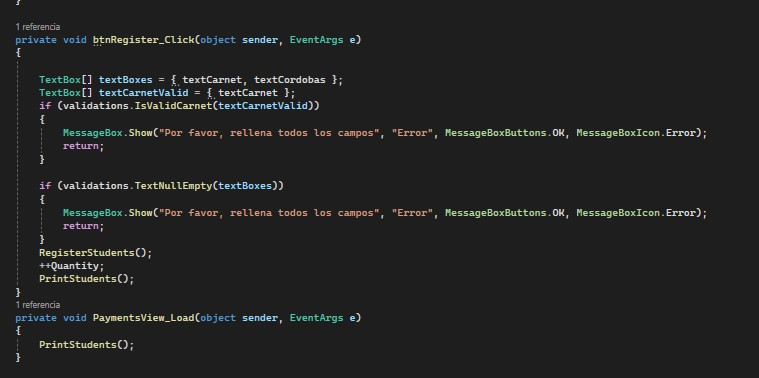 }
1 referencia
private void btnRegister_Click(object sender, EventArgs e)
{
TextBox[] textBoxes = { textCarnet, textCordobas };
TextBox[] textCarnetValid = { textCarnet };
if (validations.IsValidCarnet(textCarnetValid))
{
MessageBox.Show("Por favor, rellena todos los campos", "Error", MessageBoxButtons.OK, MessageBoxIcon.Error);
return;
}
if (validations.TextNullEmpty(textBoxes))
{
MessageBox.Show("Por favor, rellena todos los campos", "Error", MessageBoxButtons.OK, MessageBoxIcon.Error);
return;
}
RegisterStudents();
++Quantity;
PrintStudents();
}
1 referencia
private void PaymentsView_Load(object sender, EventArgs e)
{
PrintStudents();
}